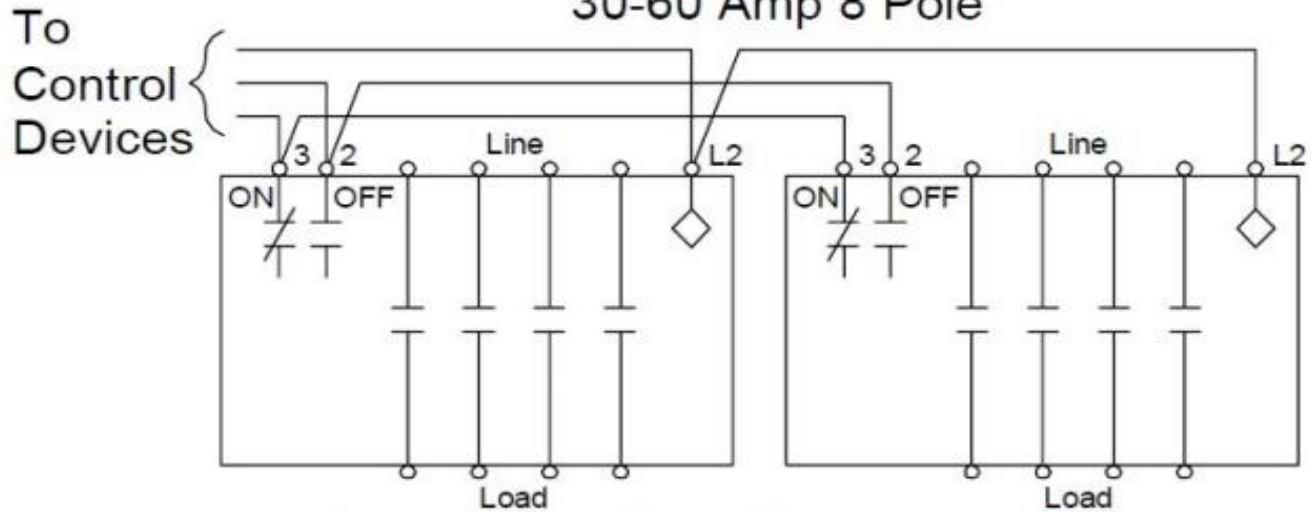 30-60 Amp 8 Pole
To
Control
Devices
3 2 Line L2
ON OFF
Load
3 2 Line L2
ON OFF
Load